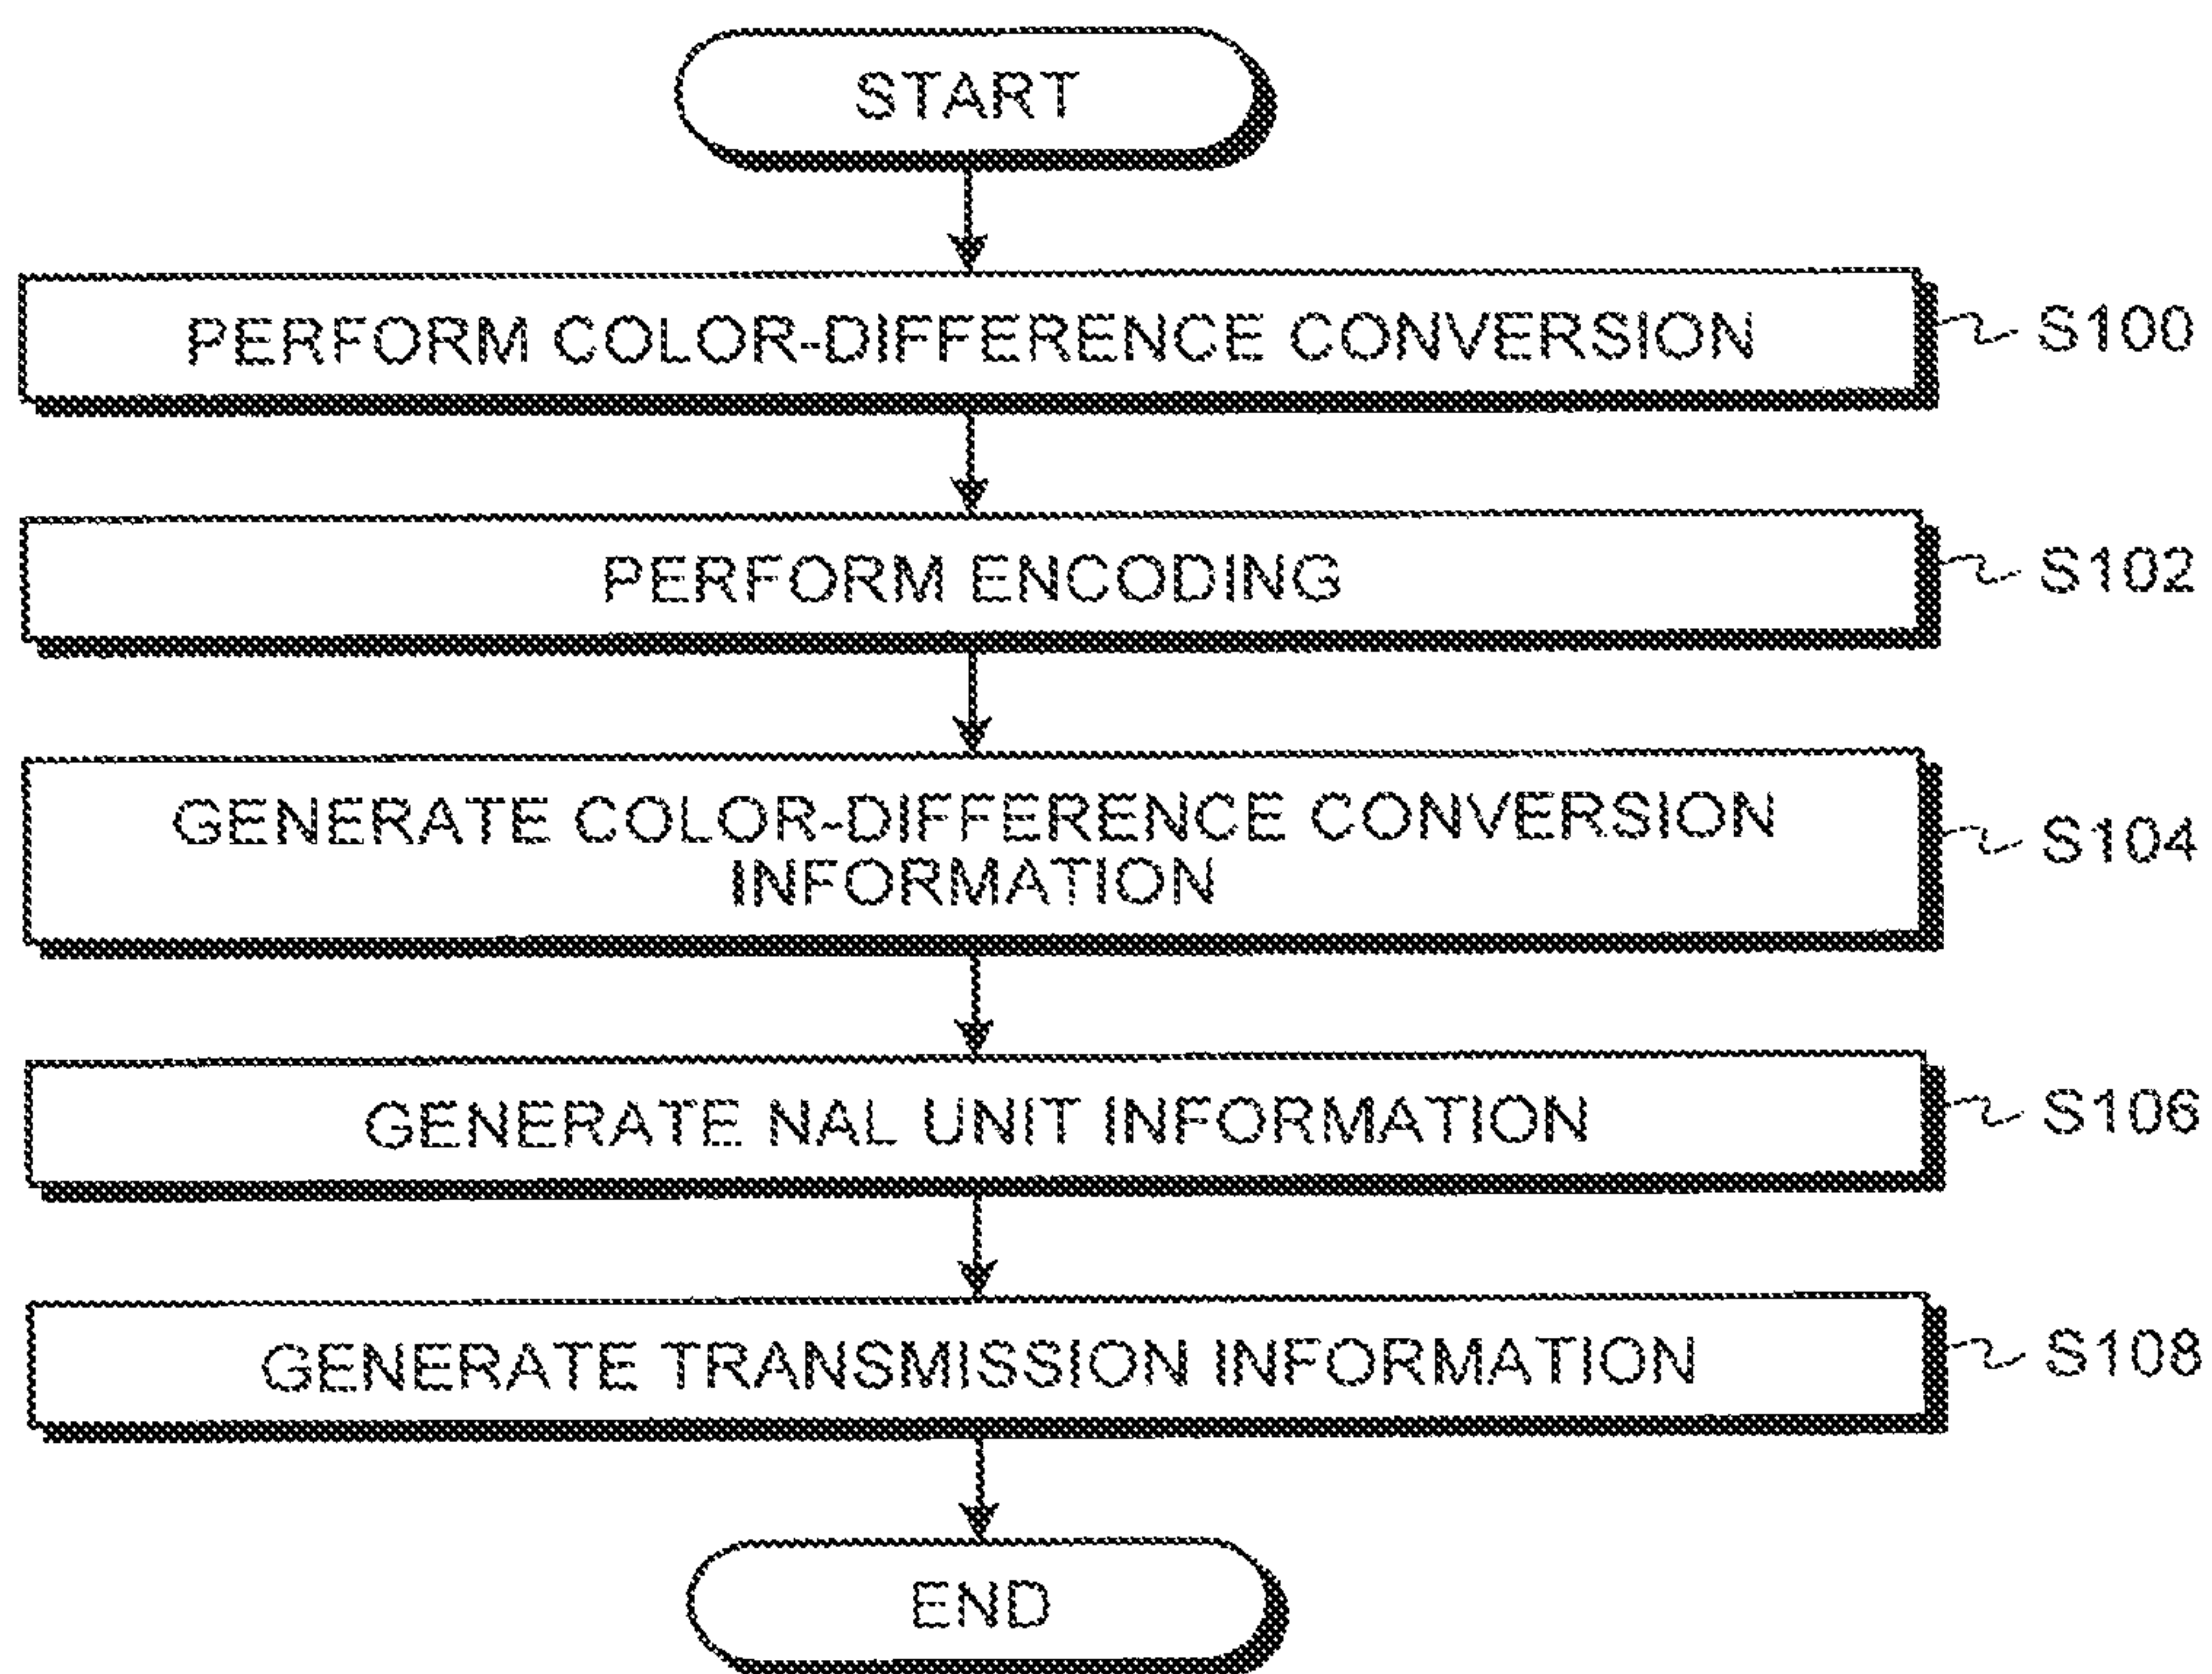 START
PERFORM COLOR-DIFFERENCE CONVERSION
S100
PERFORM ENCODING
S102
GENERATE COLOR-DIFFERENCE CONVERSION
INFORMATION
S104
GENERATE NAL UNIT INFORMATION
S106
GENERATE TRANSMISSION INFORMATION
S108
END